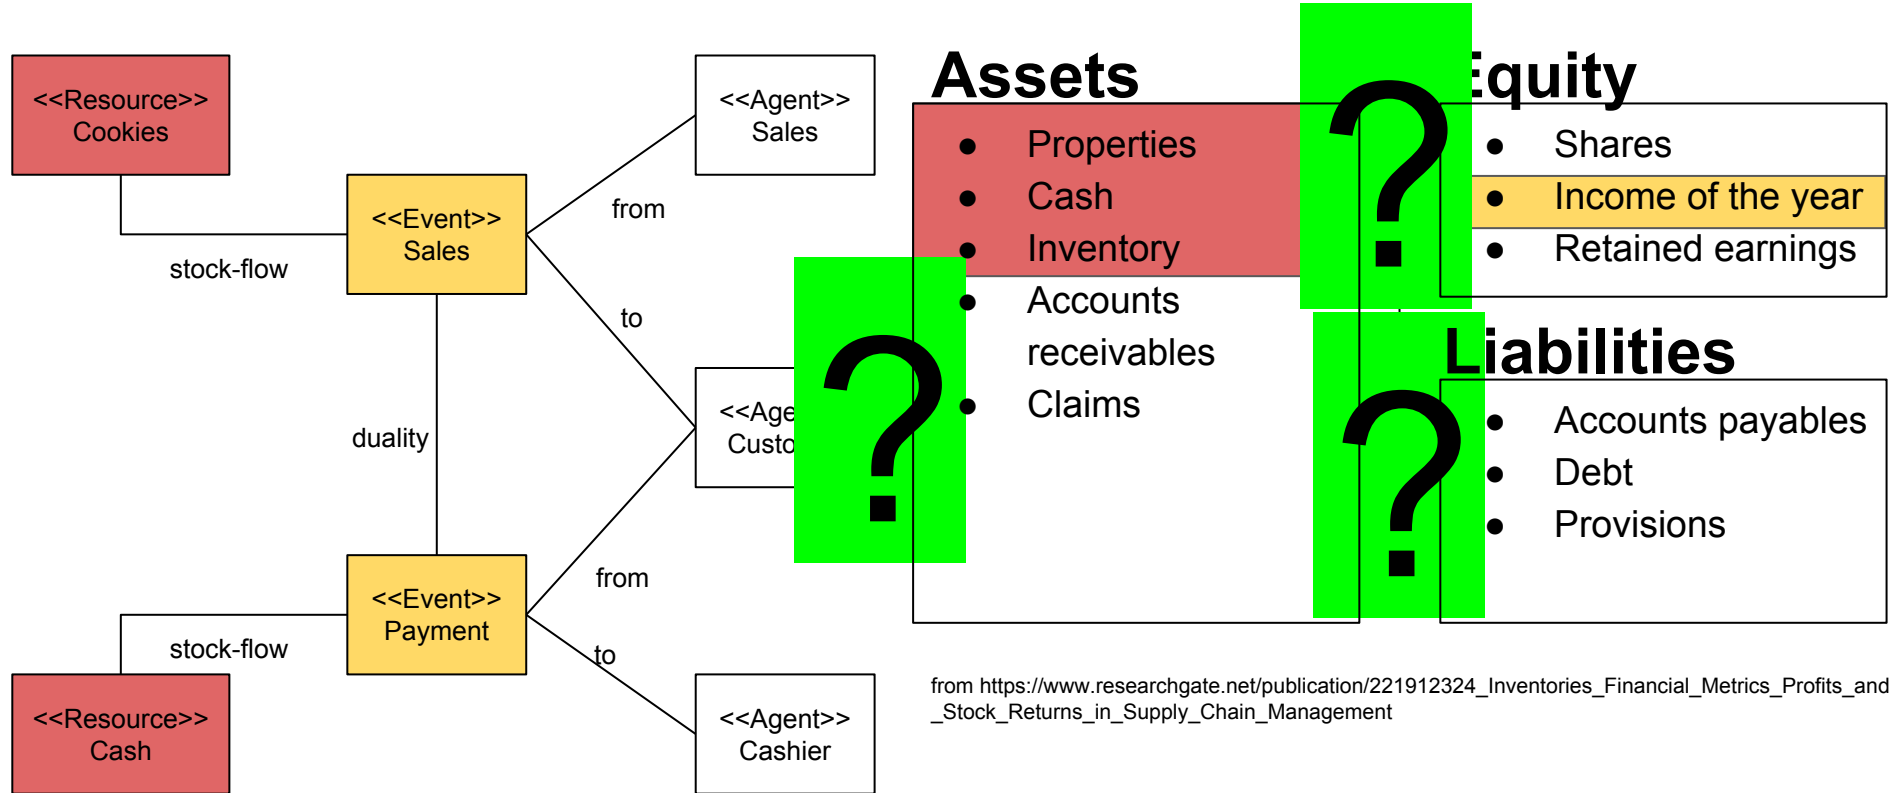 <<Resource>>
Cookies
<<Event>>
Sales
stock-flow
<<Agent>>
Sales
from
to
duality
<<Age
Custo
<<Event>>
Payment
stock-flow
from
to
<<Resource>>
Cash
<<Agent>>
Cashier
Assets
● Properties
● Cash
● Inventory
● Accounts
receivables
● Claims
?
?
?
Equity
● Shares
● Income of the year
● Retained earnings
Liabilities
● Accounts payables
● Debt
● Provisions
from https://www.researchgate.net/publication/221912324_Inventories_Financial_Metrics_Profits_and
_Stock_Returns_in_Supply_Chain_Management